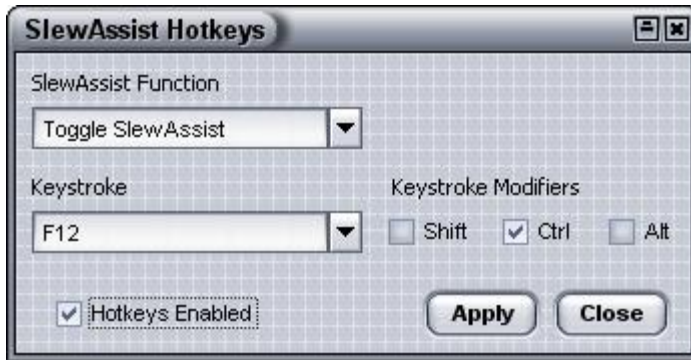 SlewAssist Hotkeys
SlewAssist Function
Toggle SlewAssist
Keystroke
Keystroke Modifiers
F12
Shift
Ctrl
Alt
Hotkeys Enabled
Apply
Close